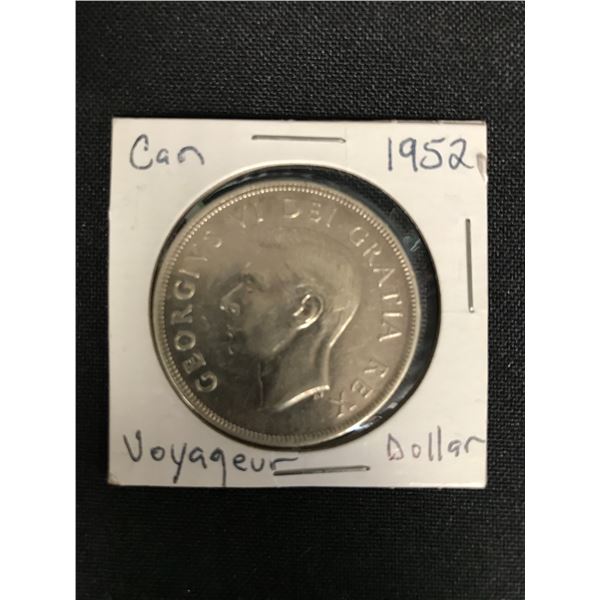 Can 1952
GEORGIVS VI DEI GRATIA REX
Voyageur Dollar